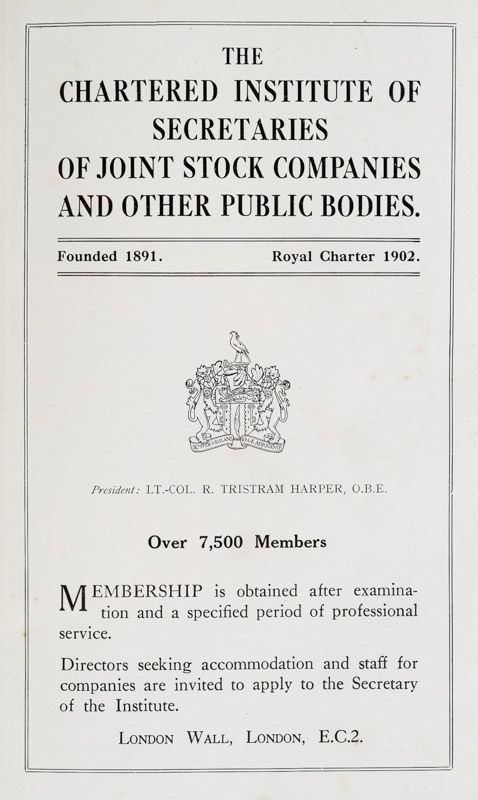 THE
CHARTERED INSTITUTE OF
SECRETARIES
OF JOINT STOCK COMPANIES
AND OTHER PUBLIC BODIES.
Founded 1891. Royal Charter 1902.
President: LT.-COL. R. TRISTRAM HARPER, O.B.E.
Over 7,500 Members
MEMBERSHIP is obtained after examina-
tion and a specified period of professional
service.
Directors seeking accommodation and staff for
companies are invited to apply to the Secretary
of the Institute.
LONDON WALL, LONDON, E.C.2.